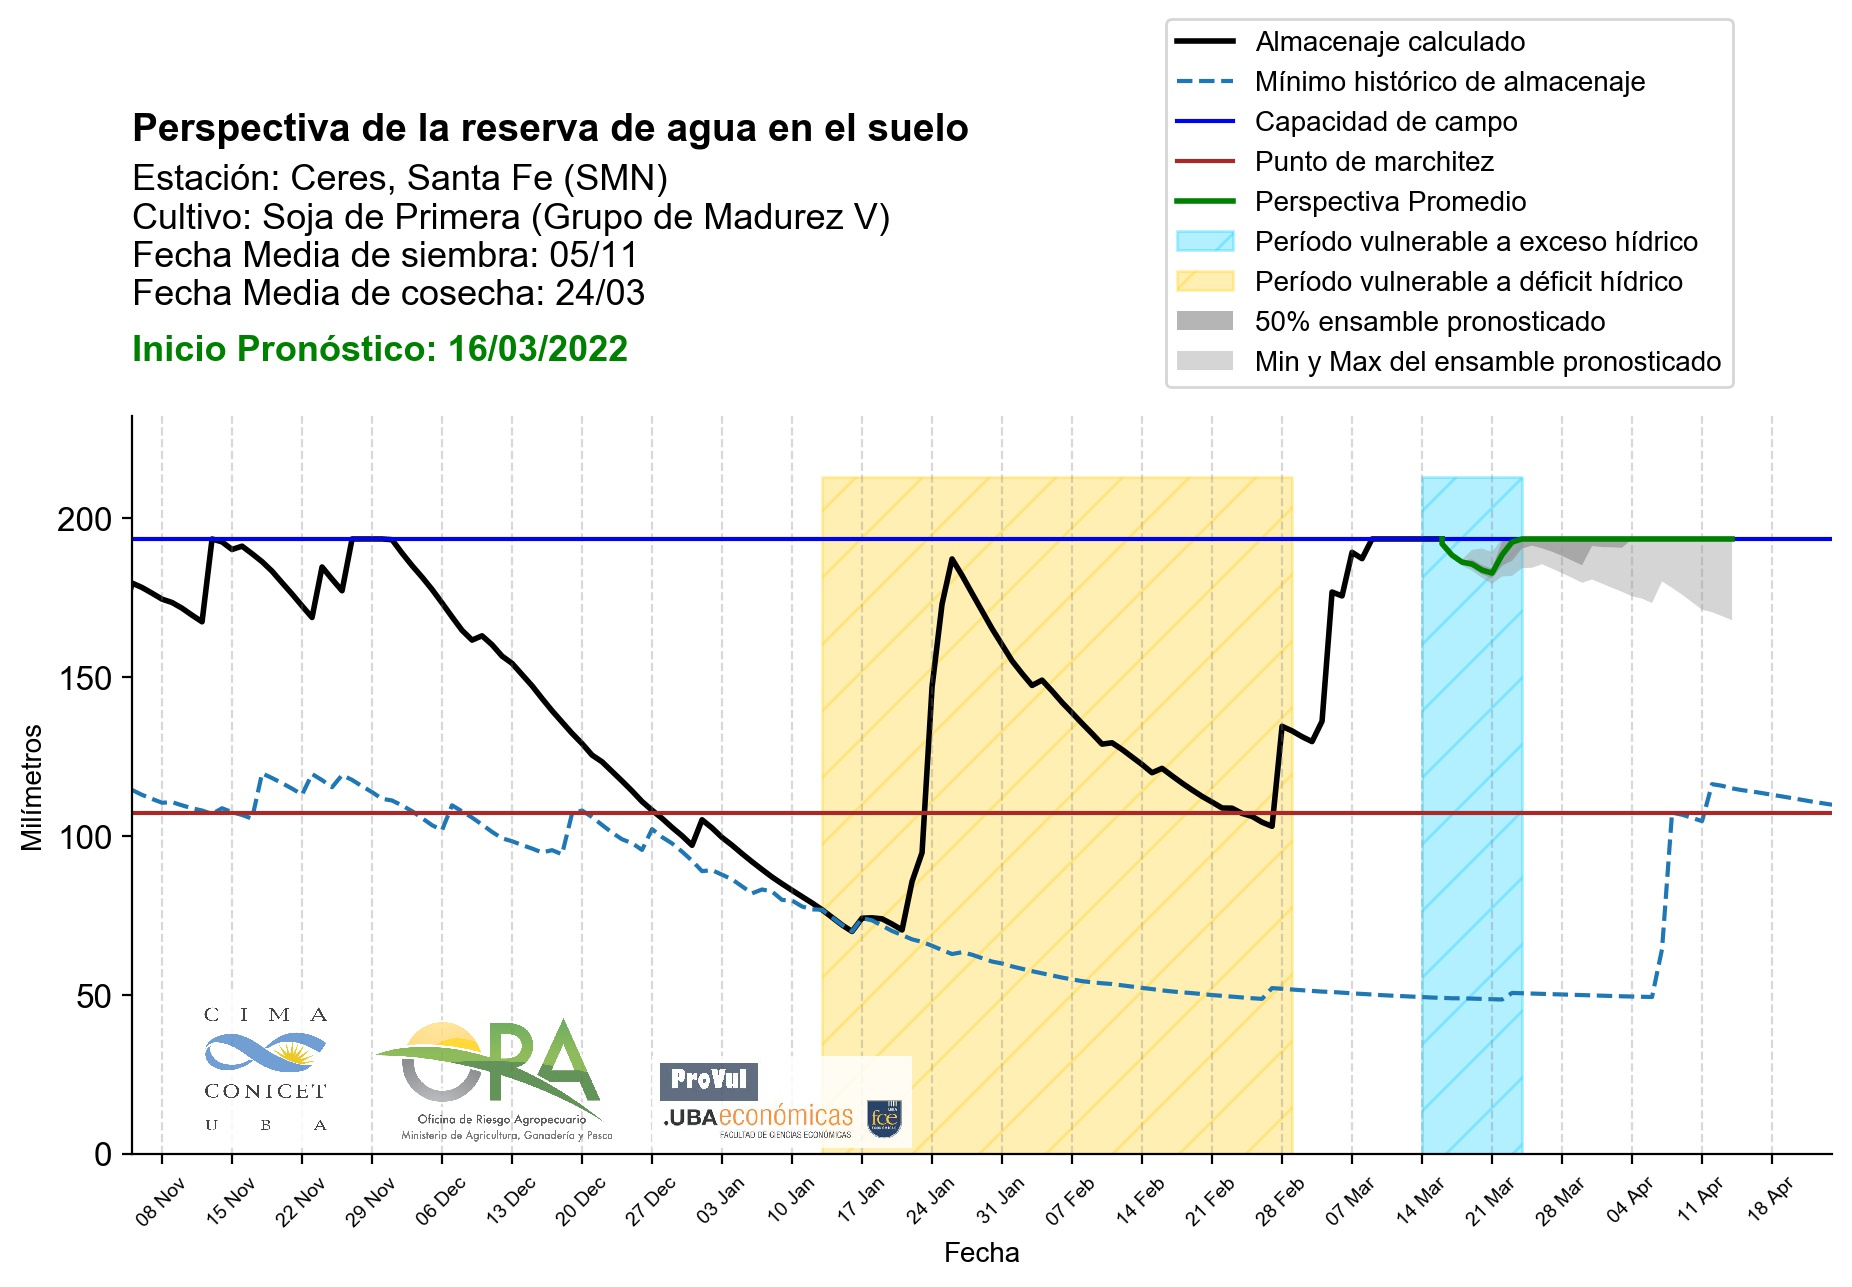 Almacenaje calculado
Mínimo histórico de almacenaje
Capacidad de campo
Punto de marchitez
Perspectiva Promedio
Período vulnerable a exceso hídrico
Período vulnerable a déficit hídrico
50% ensamble pronosticado
Min y Max del ensamble pronosticado
Perspectiva de la reserva de agua en el suelo
Estación: Ceres, Santa Fe (SMN)
Cultivo: Soja de Primera (Grupo de Madurez V)
Fecha Media de siembra: 05/11
Fecha Media de cosecha: 24/03
Inicio Pronóstico: 16/03/2022
200
150
100
50
0
Milímetros
CIMA
CONICET
UBA
ORA
Oficina de Riesgo Agropecuario
Ministerio de Agricultura, Ganadería y Pesca
ProVul
.UBAeconómicas
FACULTAD DE CIENCIAS ECONÓMICAS
UBA
fce
ECONÓMICAS
08 Nov
15 Nov
22 Nov
29 Nov
06 Dec
13 Dec
20 Dec
27 Dec
03 Jan
10 Jan
17 Jan
24 Jan
31 Jan
07 Feb
14 Feb
21 Feb
28 Feb
07 Mar
14 Mar
21 Mar
28 Mar
04 Apr
11 Apr
18 Apr
Fecha